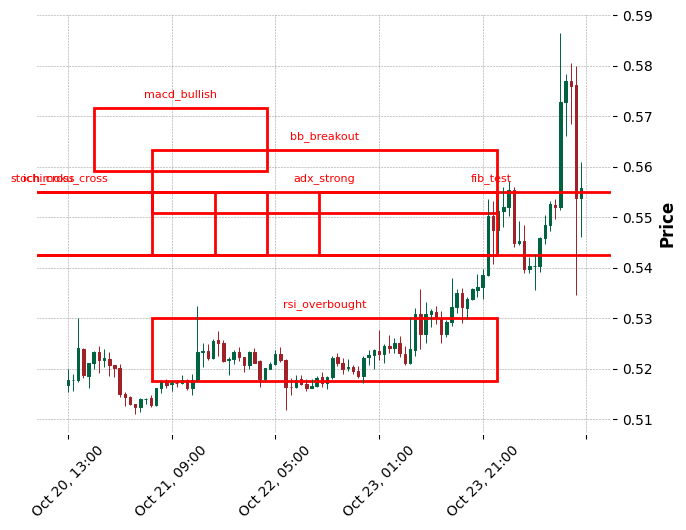 0.59
0.58
macd_bullish
0.57
bb_breakout
0.56
adx_strong
fib_test
0.55
Price
0.54
rsi_overbought
0.53
0.52
0.51
Oct 20, 13:00
Oct 21, 09:00
Oct 22, 05:00
Oct 23, 01:00
Oct 23, 21:00